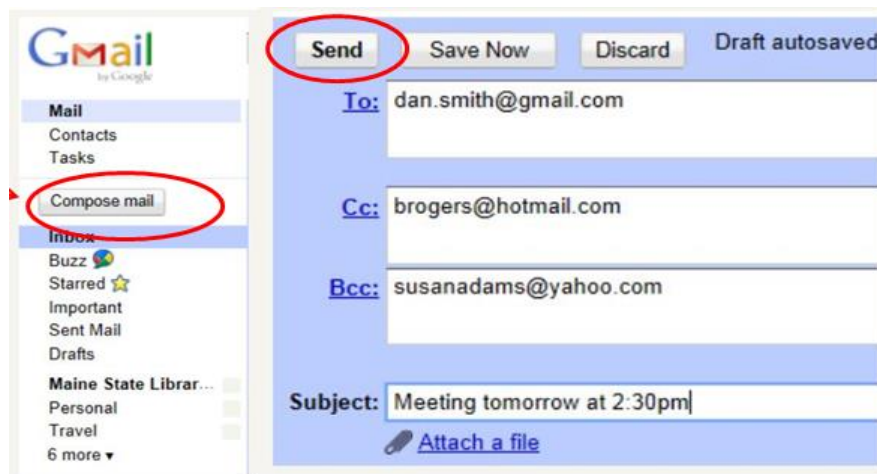 Gmail
by Google
Mail
Contacts
Tasks
Compose mail
Inbox
Buzz
Starred
Important
Sent Mail
Drafts
Maine State Librar...
Personal
Travel
6 more ▾
Send Save Now Discard Draft autosaved
To: dan.smith@gmail.com
Cc: brogers@hotmail.com
Bcc: susanadams@yahoo.com
Subject: Meeting tomorrow at 2:30pm
Attach a file